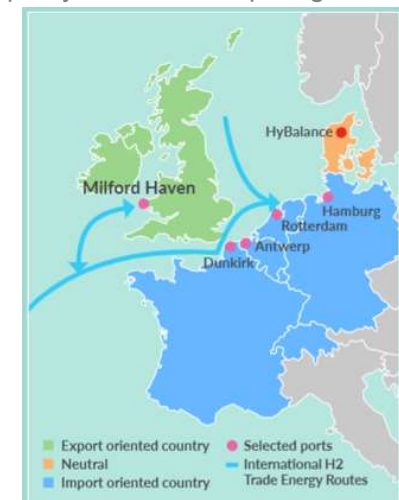 HyBalance
Milford Haven
Hamburg
Rotterdam
Antwerp
Dunkirk
Export oriented country
Neutral
Import oriented country
Selected ports
International H2
Trade Energy Routes